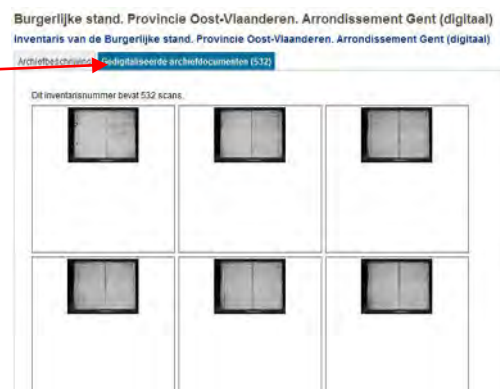 Burgerlijke stand. Provincie Oost-Vlaanderen. Arrondissement Gent (digitaal)
Inventaris van de Burgerlijke stand. Provincie Oost-Vlaanderen. Arrondissement Gent (digitaal)
Archiefbeschrijving Gedigitaliseerde archiefdocumenten (532)
Dit inventarisnummer bevat 532 scans.